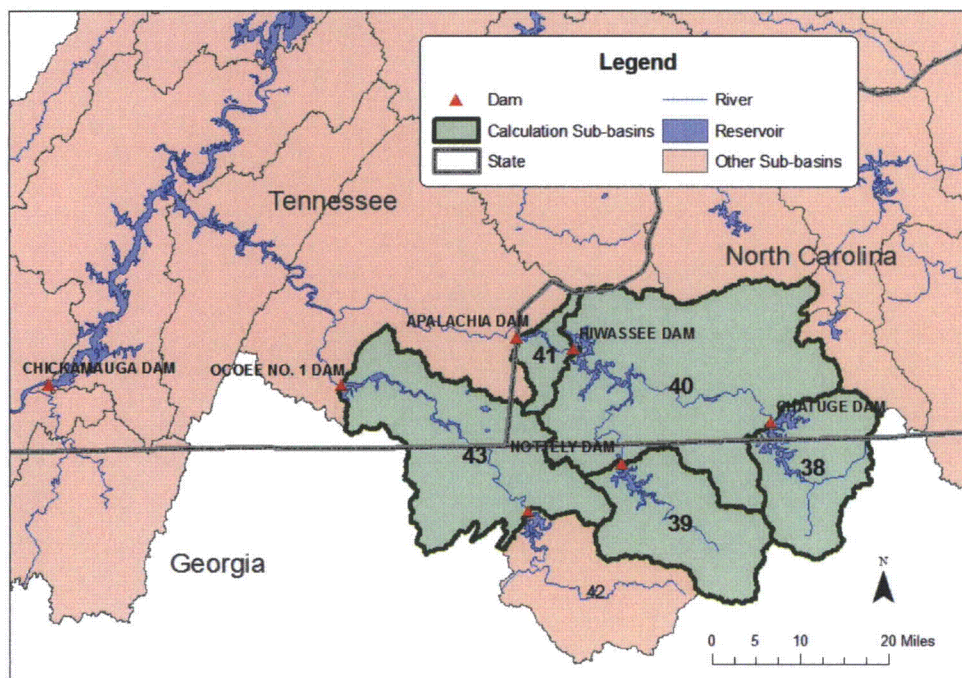 Legend
Dam
River
Calculation Sub-basins
Reservoir
State
Other Sub-basins
Tennessee
North Carolina
APALACHIA DAM
HIWASSEE DAM
41
CHICKAMAUGA DAM
OCOEE NO. 1 DAM
40
CHATUGE DAM
NOTTELY DAM
43
38
39
Georgia
42
N
0 5 10 20 Miles